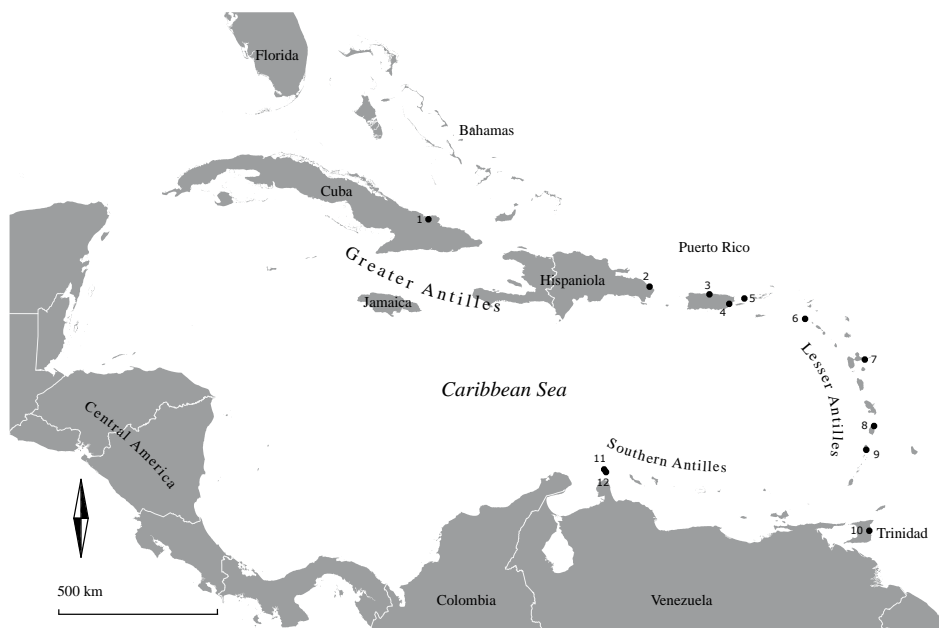 Florida
Bahamas
Cuba
1
Greater Antilles
Puerto Rico
Hispaniola
2
3
4
5
Jamaica
6
Lesser Antilles
7
Caribbean Sea
Central America
8
9
Southern Antilles
11
12
10
Trinidad
500 km
Colombia
Venezuela